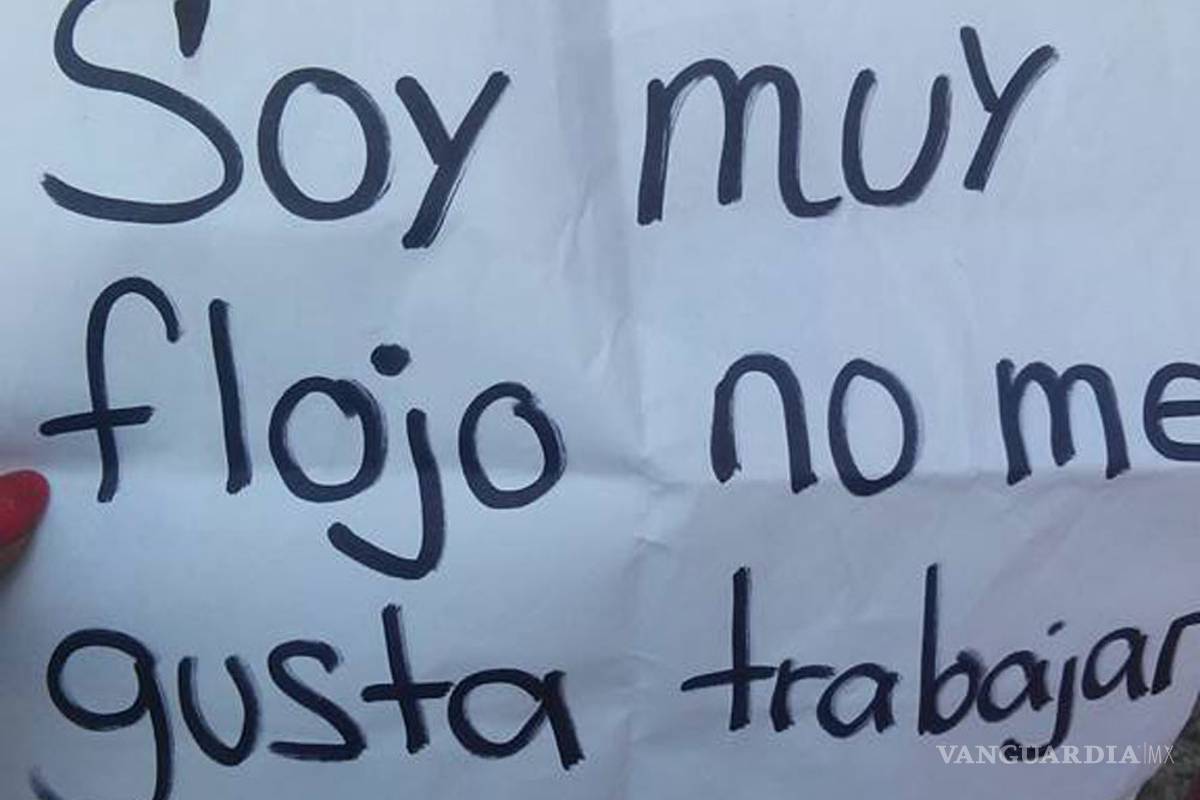 Soy muy
flojo no me
gusta trabajar
VANGUARDIA|MX